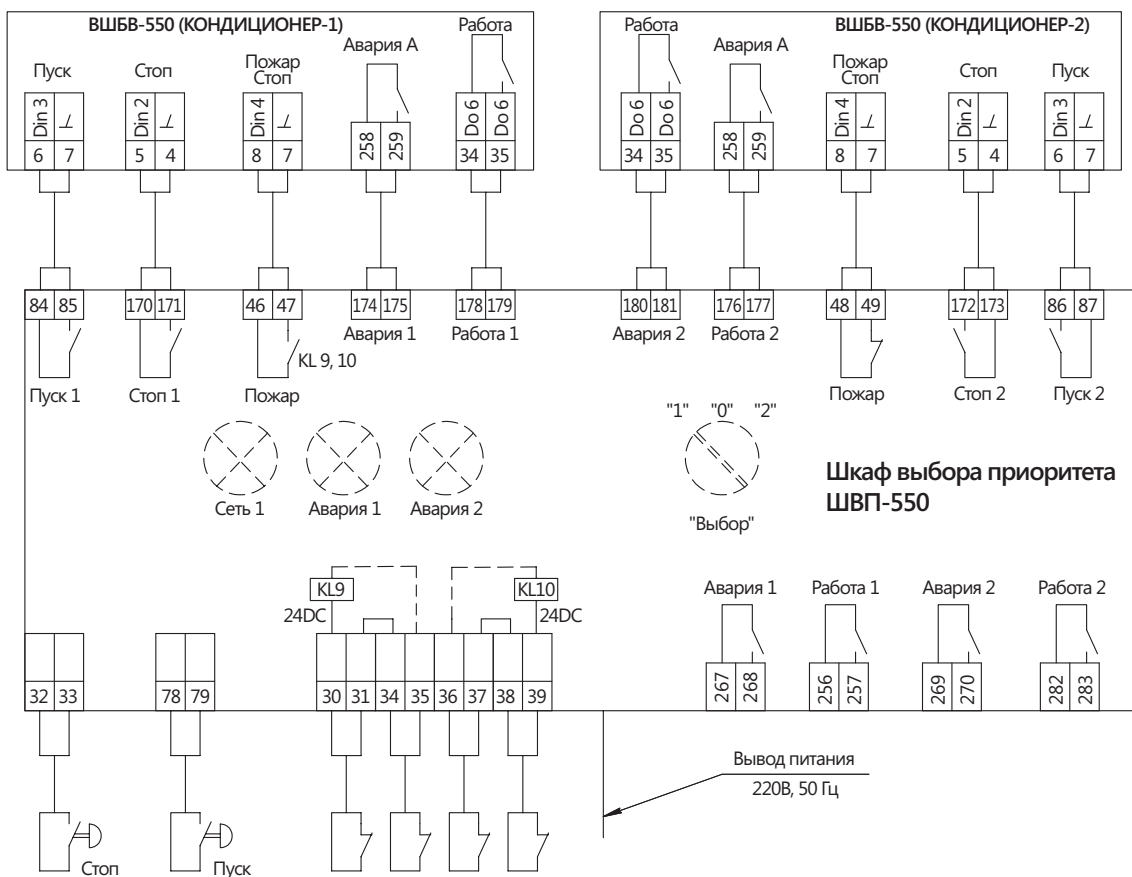 ВШБВ-550 (КОНДИЦИОНЕР-1)
Работа
Авария А
Пуск
Стоп
Пожар
Стоп
Din 3
Din 2
Din 4
258
259
Do 6
Do 6
6 7
5 4
8 7
34 35
Работа
ВШБВ-550 (КОНДИЦИОНЕР-2)
Авария А
Пожар
Стоп
Стоп
Пуск
Do 6
Do 6
258
259
Din 4
Din 2
Din 3
34 35
8 7
5 4
6 7
84 85
170 171
46 47
174 175
178 179
180 181
176 177
48 49
172 173
86 87
Авария 1
Работа 1
Авария 2
Работа 2
KL 9, 10
Пуск 1
Стоп 1
Пожар
Пожар
Стоп 2
Пуск 2
"1" "0" "2"
Сеть 1
Авария 1
Авария 2
"Выбор"
Шкаф выбора приоритета
ШВП-550
KL9
KL10
24DC
24DC
Авария 1
Работа 1
Авария 2
Работа 2
32 33
78 79
30 31 34 35 36 37 38 39
267
268
256
257
269
270
282
283
Вывод питания
220В, 50 Гц
Стоп
Пуск